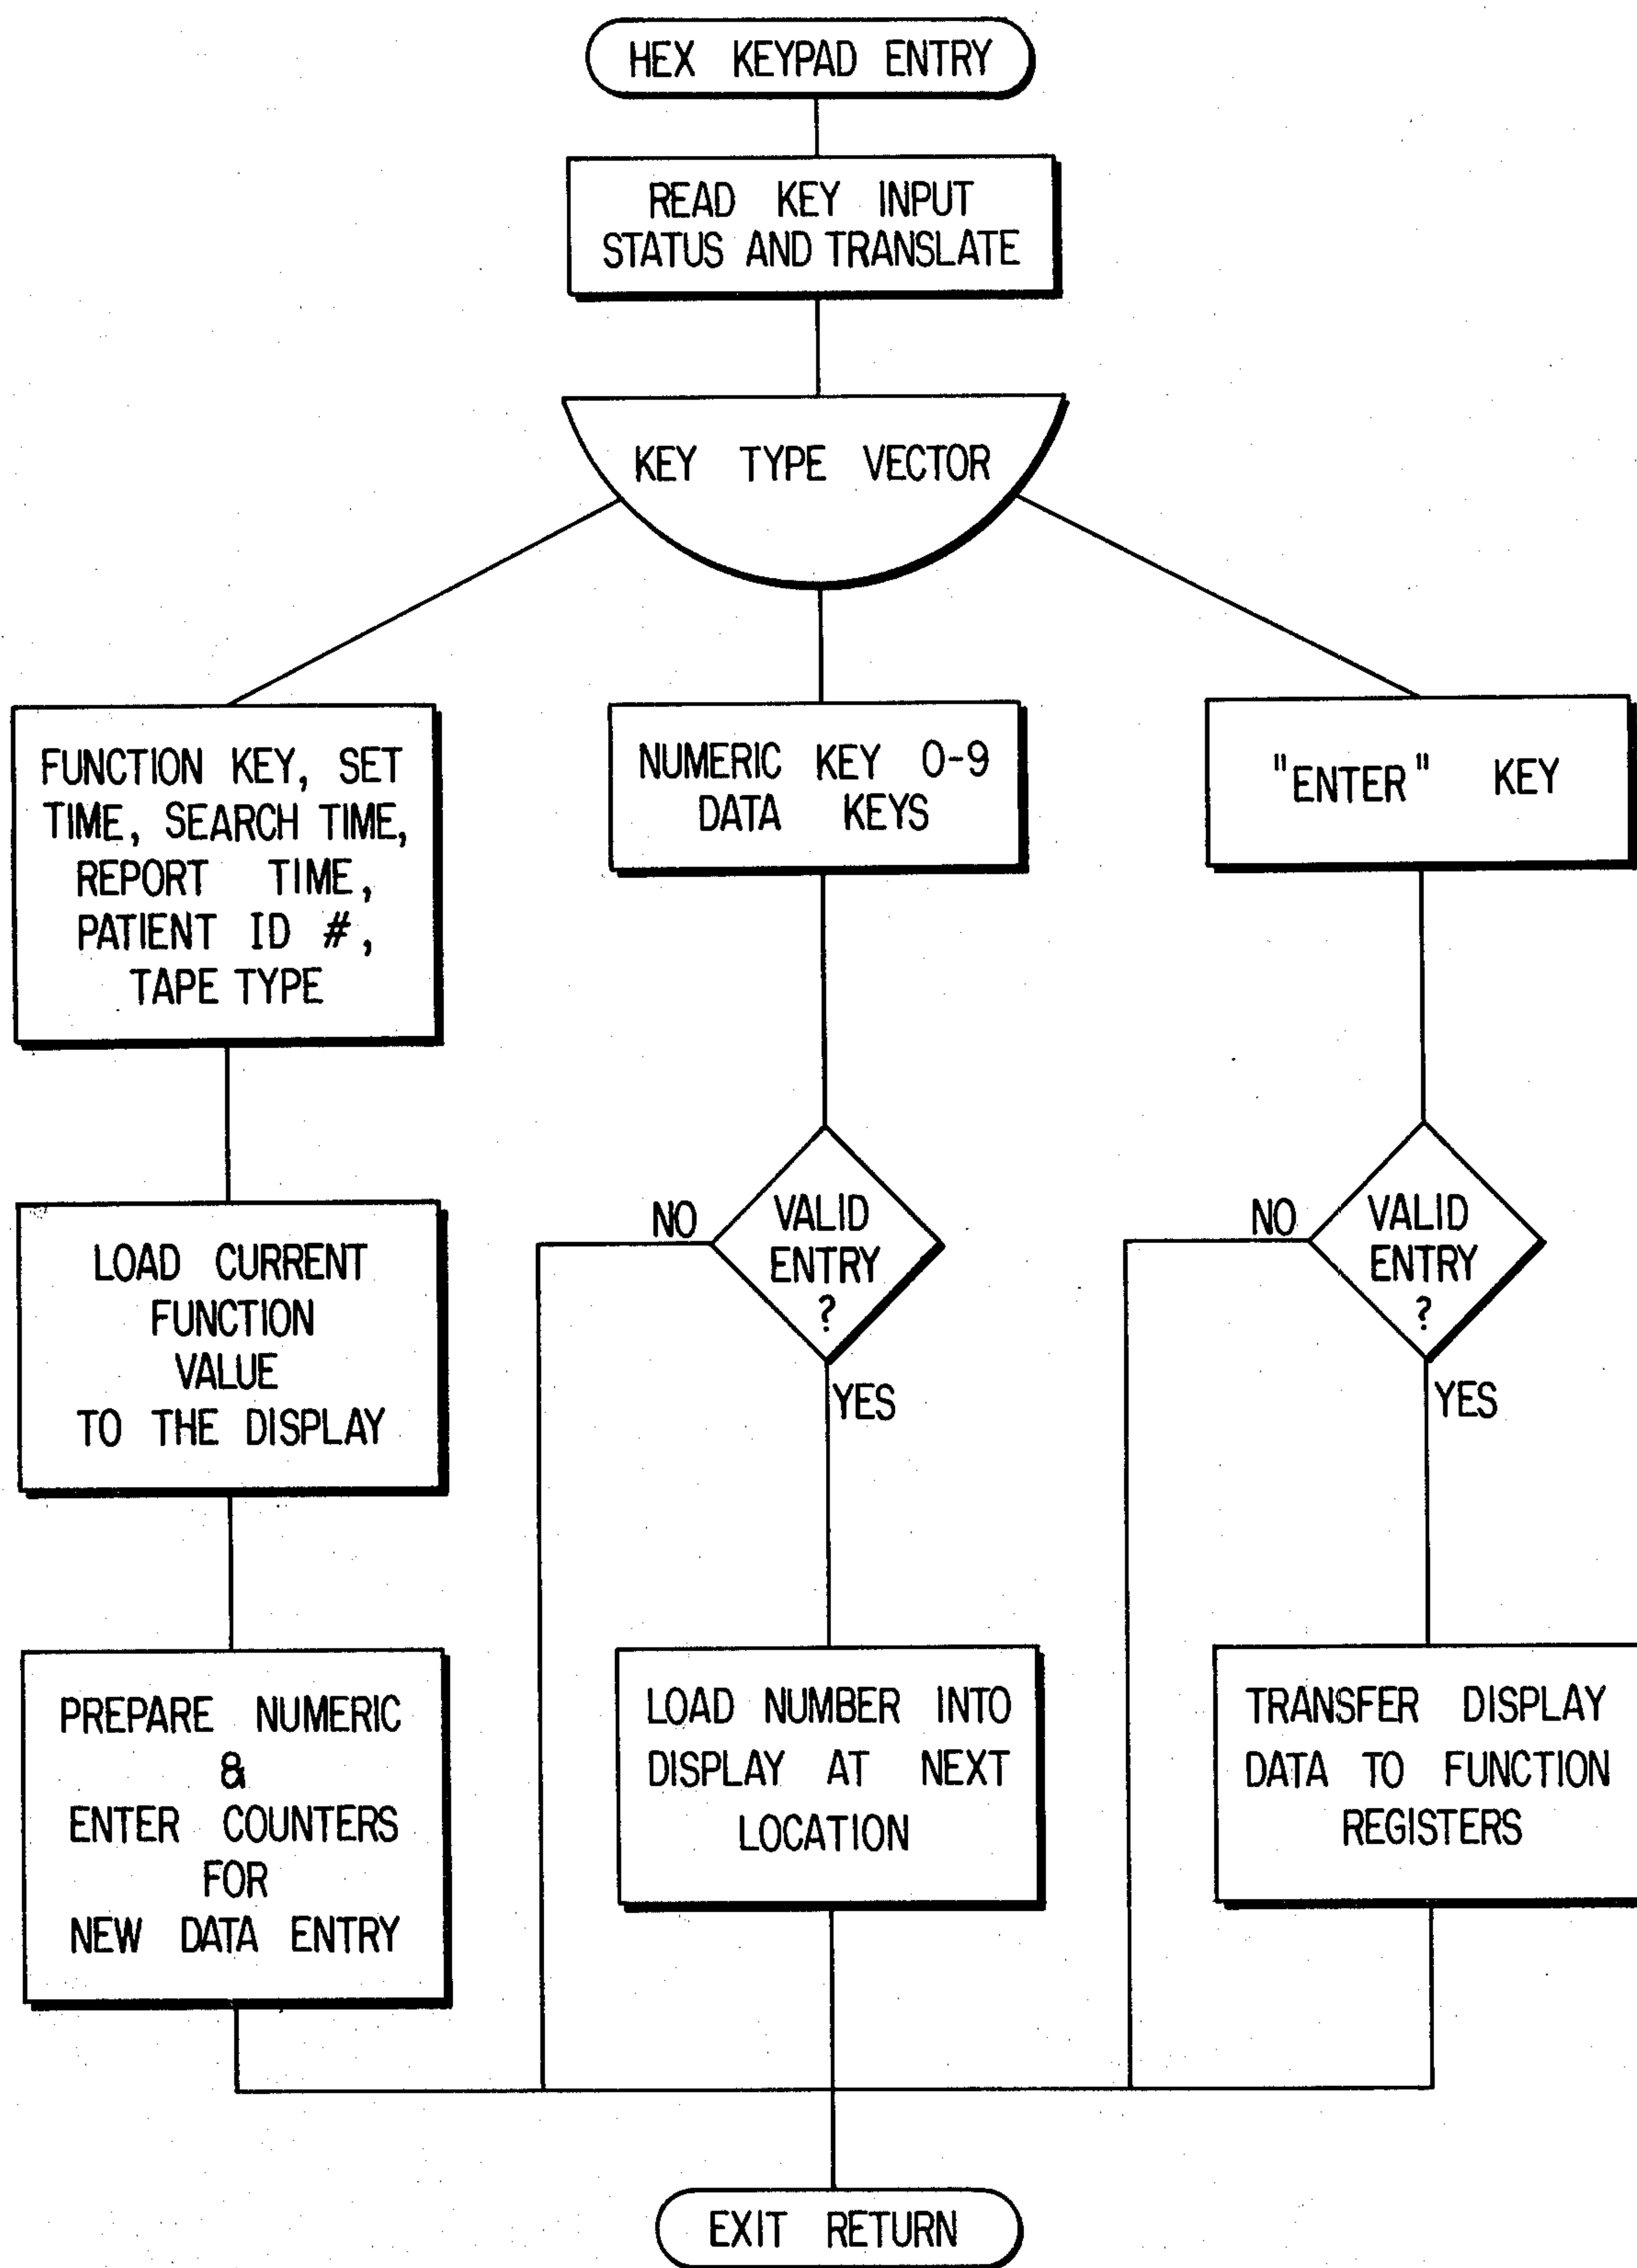 HEX KEYPAD ENTRY
READ KEY INPUT
STATUS AND TRANSLATE
KEY TYPE VECTOR
FUNCTION KEY, SET
TIME, SEARCH TIME,
REPORT TIME,
PATIENT ID #,
TAPE TYPE
NUMERIC KEY 0-9
DATA KEYS
"ENTER" KEY
LOAD CURRENT
FUNCTION
VALUE
TO THE DISPLAY
NO
VALID
ENTRY
?
YES
NO
VALID
ENTRY
?
YES
PREPARE NUMERIC
&
ENTER COUNTERS
FOR
NEW DATA ENTRY
LOAD NUMBER INTO
DISPLAY AT NEXT
LOCATION
TRANSFER DISPLAY
DATA TO FUNCTION
REGISTERS
EXIT RETURN